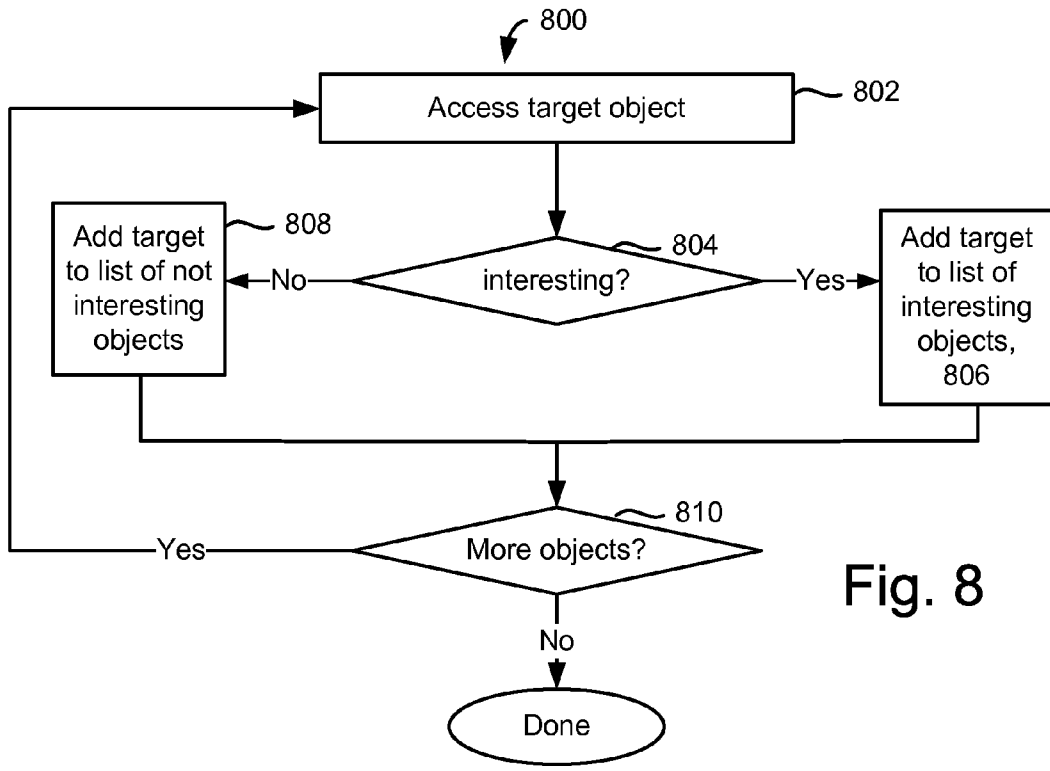 800
Access target object
802
Add target
to list of not
interesting
objects
808
No
interesting?
804
Yes
Add target
to list of
interesting
objects,
806
More objects?
810
Yes
No
Done
Fig. 8